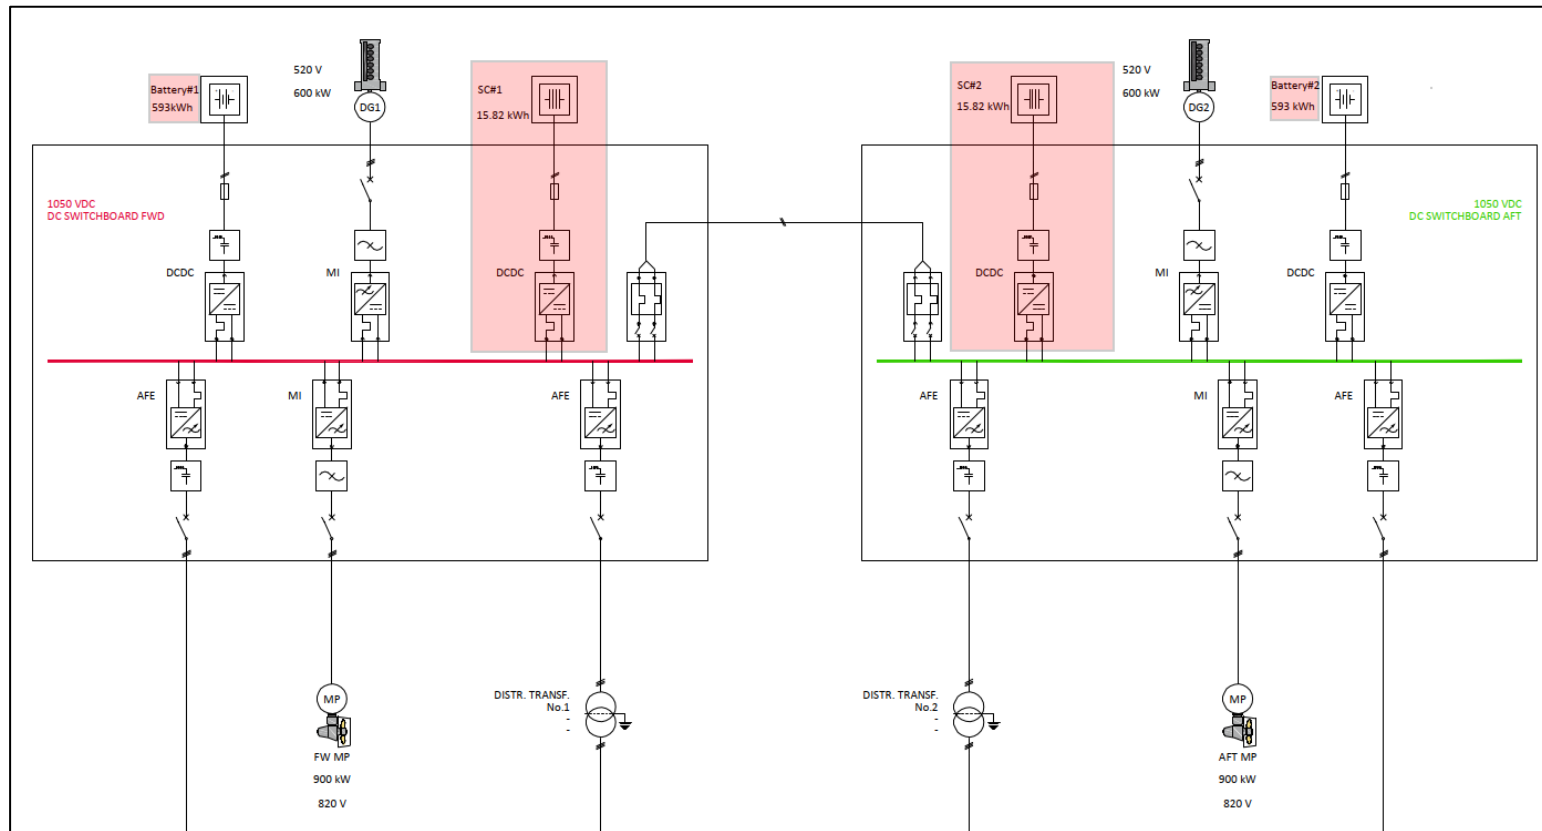 Battery#1
593kWh
520 V
600 kW
DG1
SC#1
15.82 kWh
SC#2
15.82 kWh
520 V
600 kW
DG2
Battery#2
593 kWh
1050 VDC
DC SWITCHBOARD FWD
1050 VDC
DC SWITCHBOARD AFT
DCDC
MI
DCDC
DCDC
MI
DCDC
AFE
MI
AFE
AFE
MI
AFE
MP
FW MP
900 kW
820 V
DISTR. TRANSF.
No.1
-
-
DISTR. TRANSF.
No.2
-
-
MP
AFT MP
900 kW
820 V